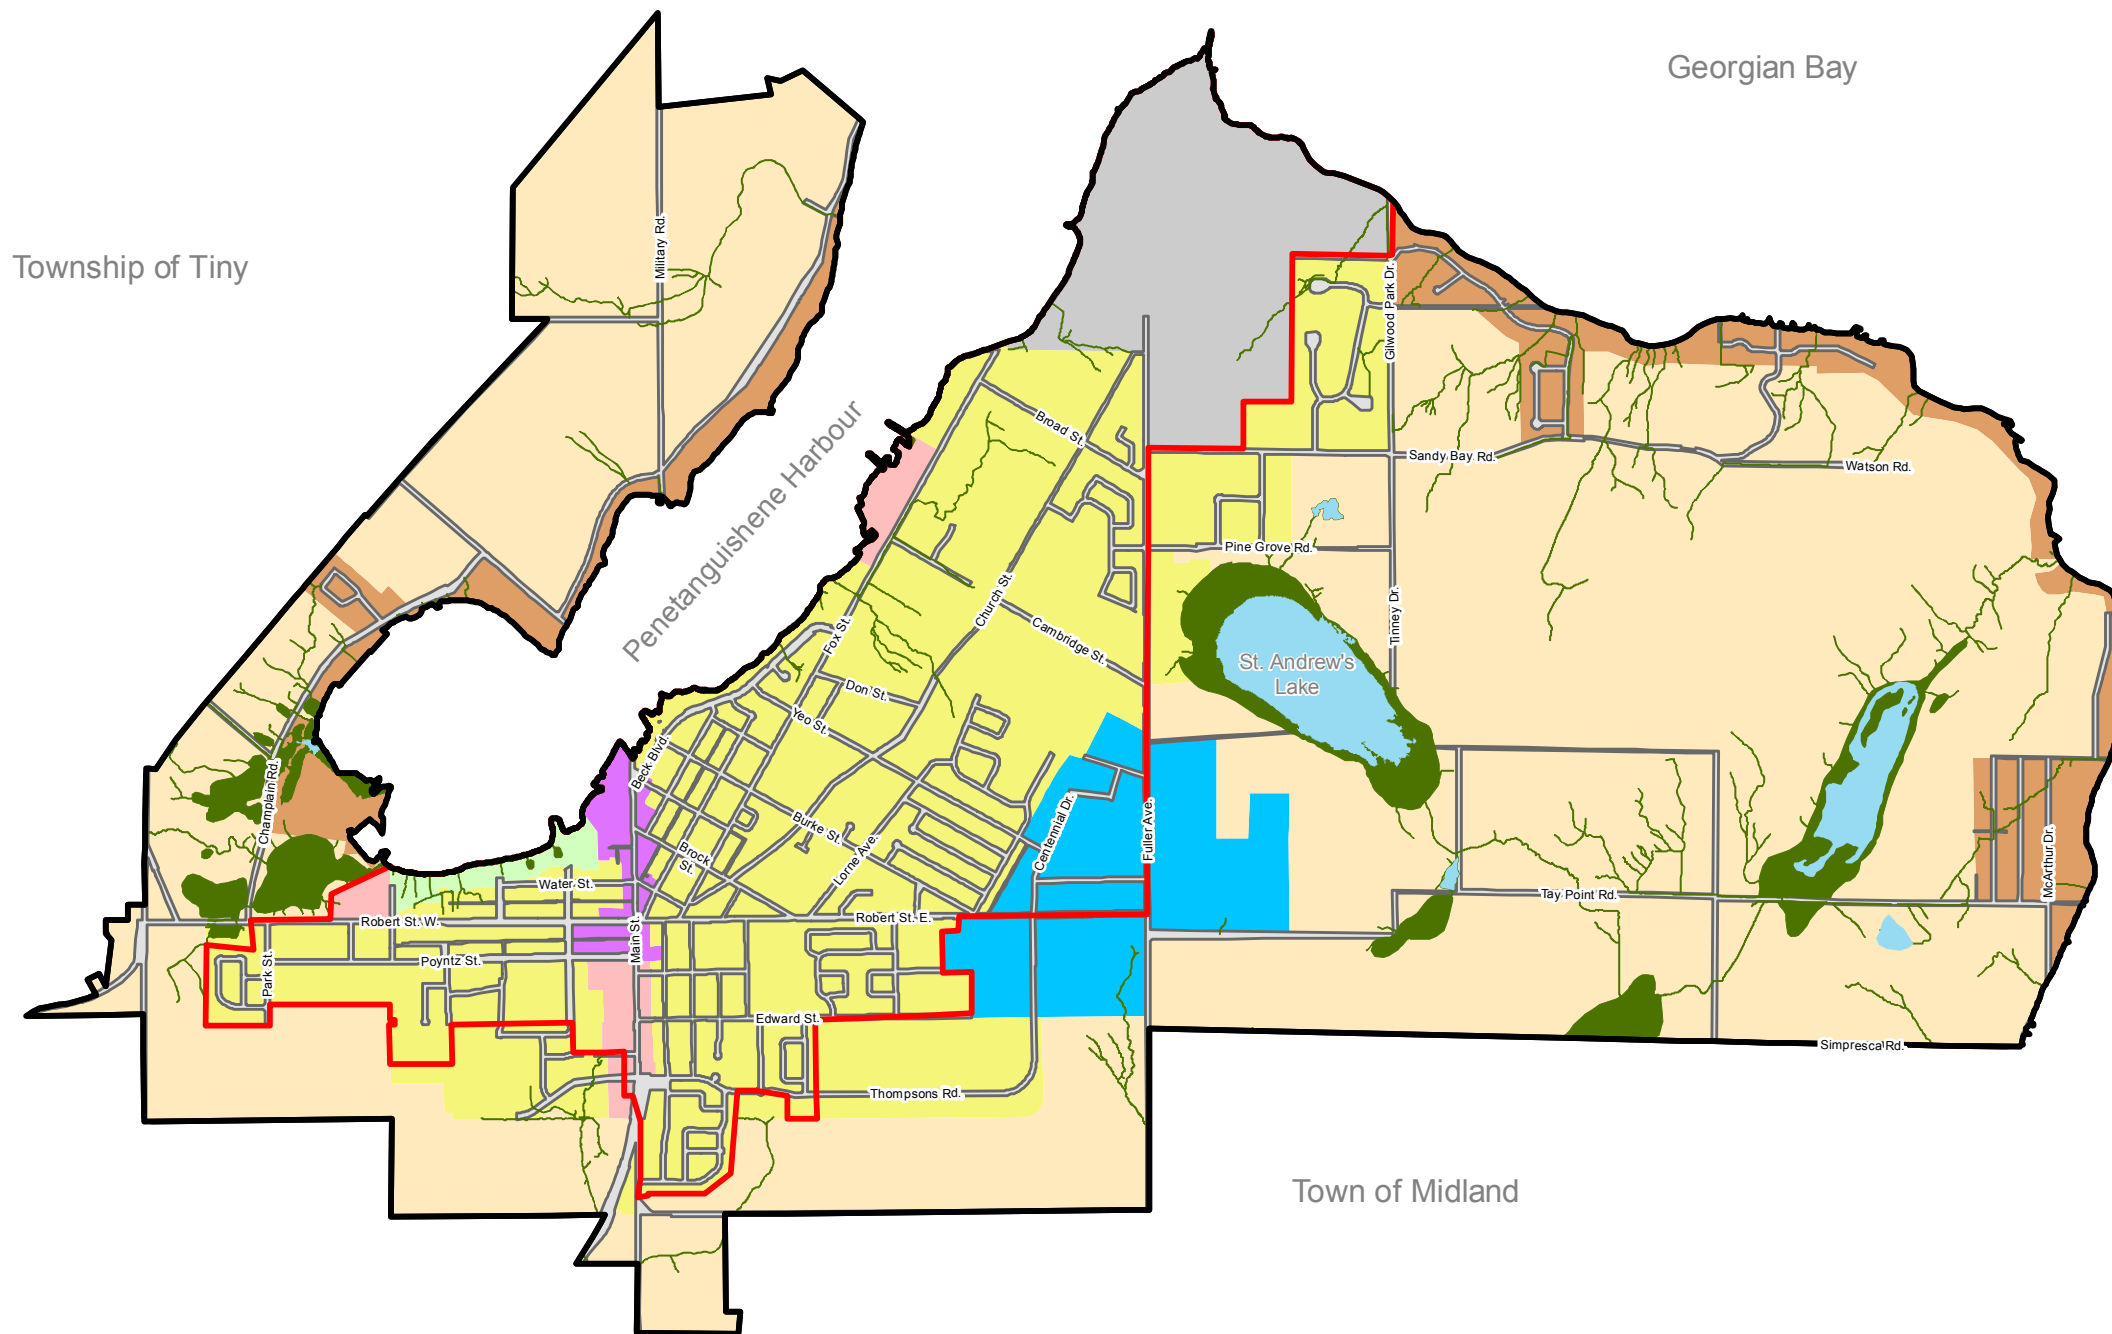 Georgian Bay
Township of Tiny
Military Rd.
Gilwood Park Dr.
Penetanguishene Harbour
Broad St.
Sandy Bay Rd.
Watson Rd.
Pine Grove Rd.
Church St.
Cambridge St.
Tinney Dr.
Fox St.
St. Andrew's
Lake
Don St.
Yeo St.
Beck Blvd.
Champlain Rd.
Burke St.
Centennial Dr.
Fuller Ave.
Brock
St.
Lorne Ave.
McArthur Dr.
Water St.
Tay Point Rd.
Robert St. W.
Robert St. E.
Main St.
Poyntz St.
Park St.
Edward St.
Simpresca Rd.
Thompsons Rd.
Town of Midland